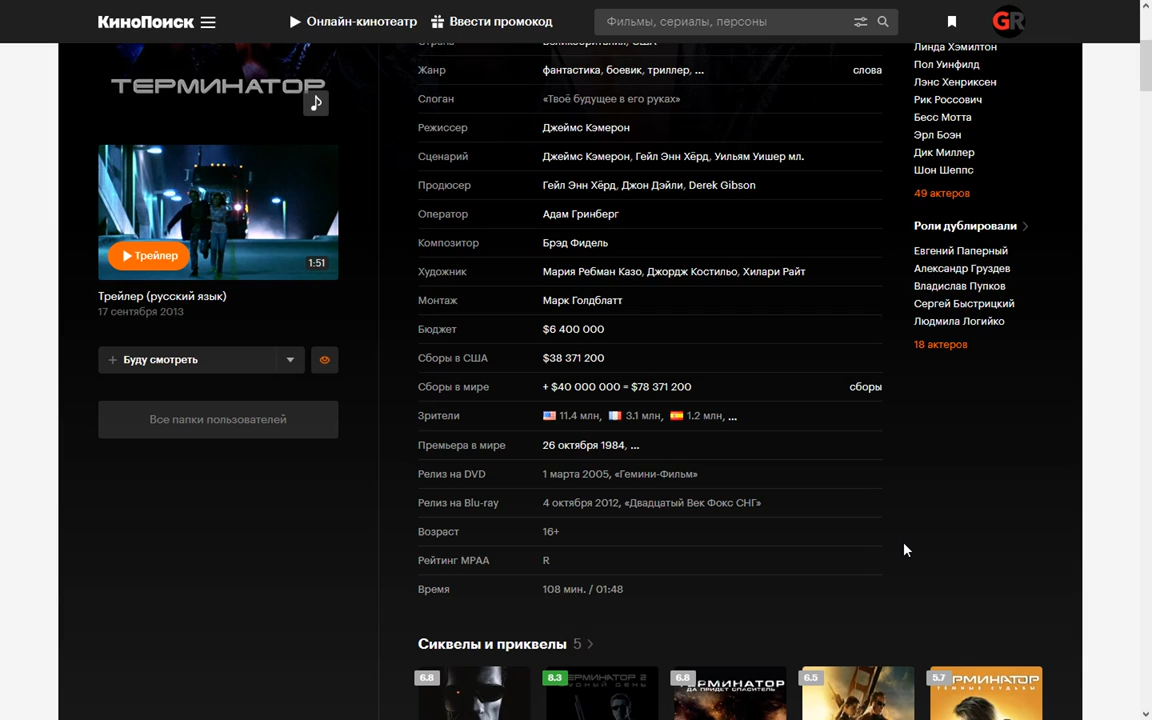 КиноПоиск
Онлайн-кинотеатр
Ввести промокод
Фильмы, сериалы, персоны
GR
ТЕРМИНАТОР
Трейлер
1:51
Трейлер (русский язык)
17 сентября 2013
Буду смотреть
Все папки пользователей
Страна Великобритания, США
Жанр фантастика, боевик, триллер, ... слова
Слоган «Твоё будущее в его руках»
Режиссер Джеймс Кэмерон
Сценарий Джеймс Кэмерон, Гейл Энн Хёрд, Уильям Уишер мл.
Продюсер Гейл Энн Хёрд, Джон Дэйли, Derek Gibson
Оператор Адам Гринберг
Композитор Брэд Фидель
Художник Мария Ребман Казо, Джордж Костильо, Хилари Райт
Монтаж Марк Голдблатт
Бюджет $6 400 000
Сборы в США $38 371 200
Сборы в мире + $40 000 000 = $78 371 200 сборы
Зрители 11.4 млн, 3.1 млн, 1.2 млн, ...
Премьера в мире 26 октября 1984, ...
Релиз на DVD 1 марта 2005, «Гемини-Фильм»
Релиз на Blu-ray 4 октября 2012, «Двадцатый Век Фокс СНГ»
Возраст 16+
Рейтинг MPAA R
Время 108 мин. / 01:48
Линда Хэмилтон
Пол Уинфилд
Лэнс Хенриксен
Рик Россович
Бесс Мотта
Эрл Боэн
Дик Миллер
Шон Шеппс
49 актеров
Роли дублировали
Евгений Паперный
Александр Груздев
Владислав Пупков
Сергей Быстрицкий
Людмила Логийко
18 актеров
Сиквелы и приквелы 5
6.8
8.3
ТЕРМИНАТОР 2
6.8
ДА ПРИДЕТ СПАСИТЕЛЬ
6.5
5.7